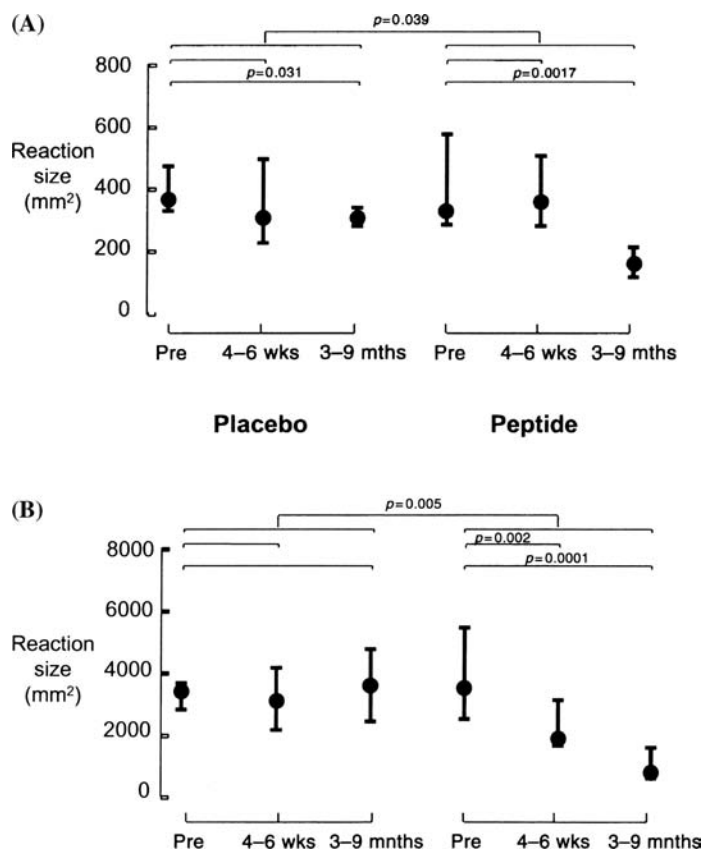 (A)
p=0.039
p=0.031
p=0.0017
800
600
400
200
0
Reaction
size
(mm²)
Pre
4–6 wks
3–9 mths
Pre
4–6 wks
3–9 mths
Placebo
Peptide
(B)
p=0.005
p=0.002
p=0.0001
8000
6000
4000
2000
0
Reaction
size
(mm²)
Pre
4–6 wks
3–9 mnths
Pre
4–6 wks
3–9 mnths